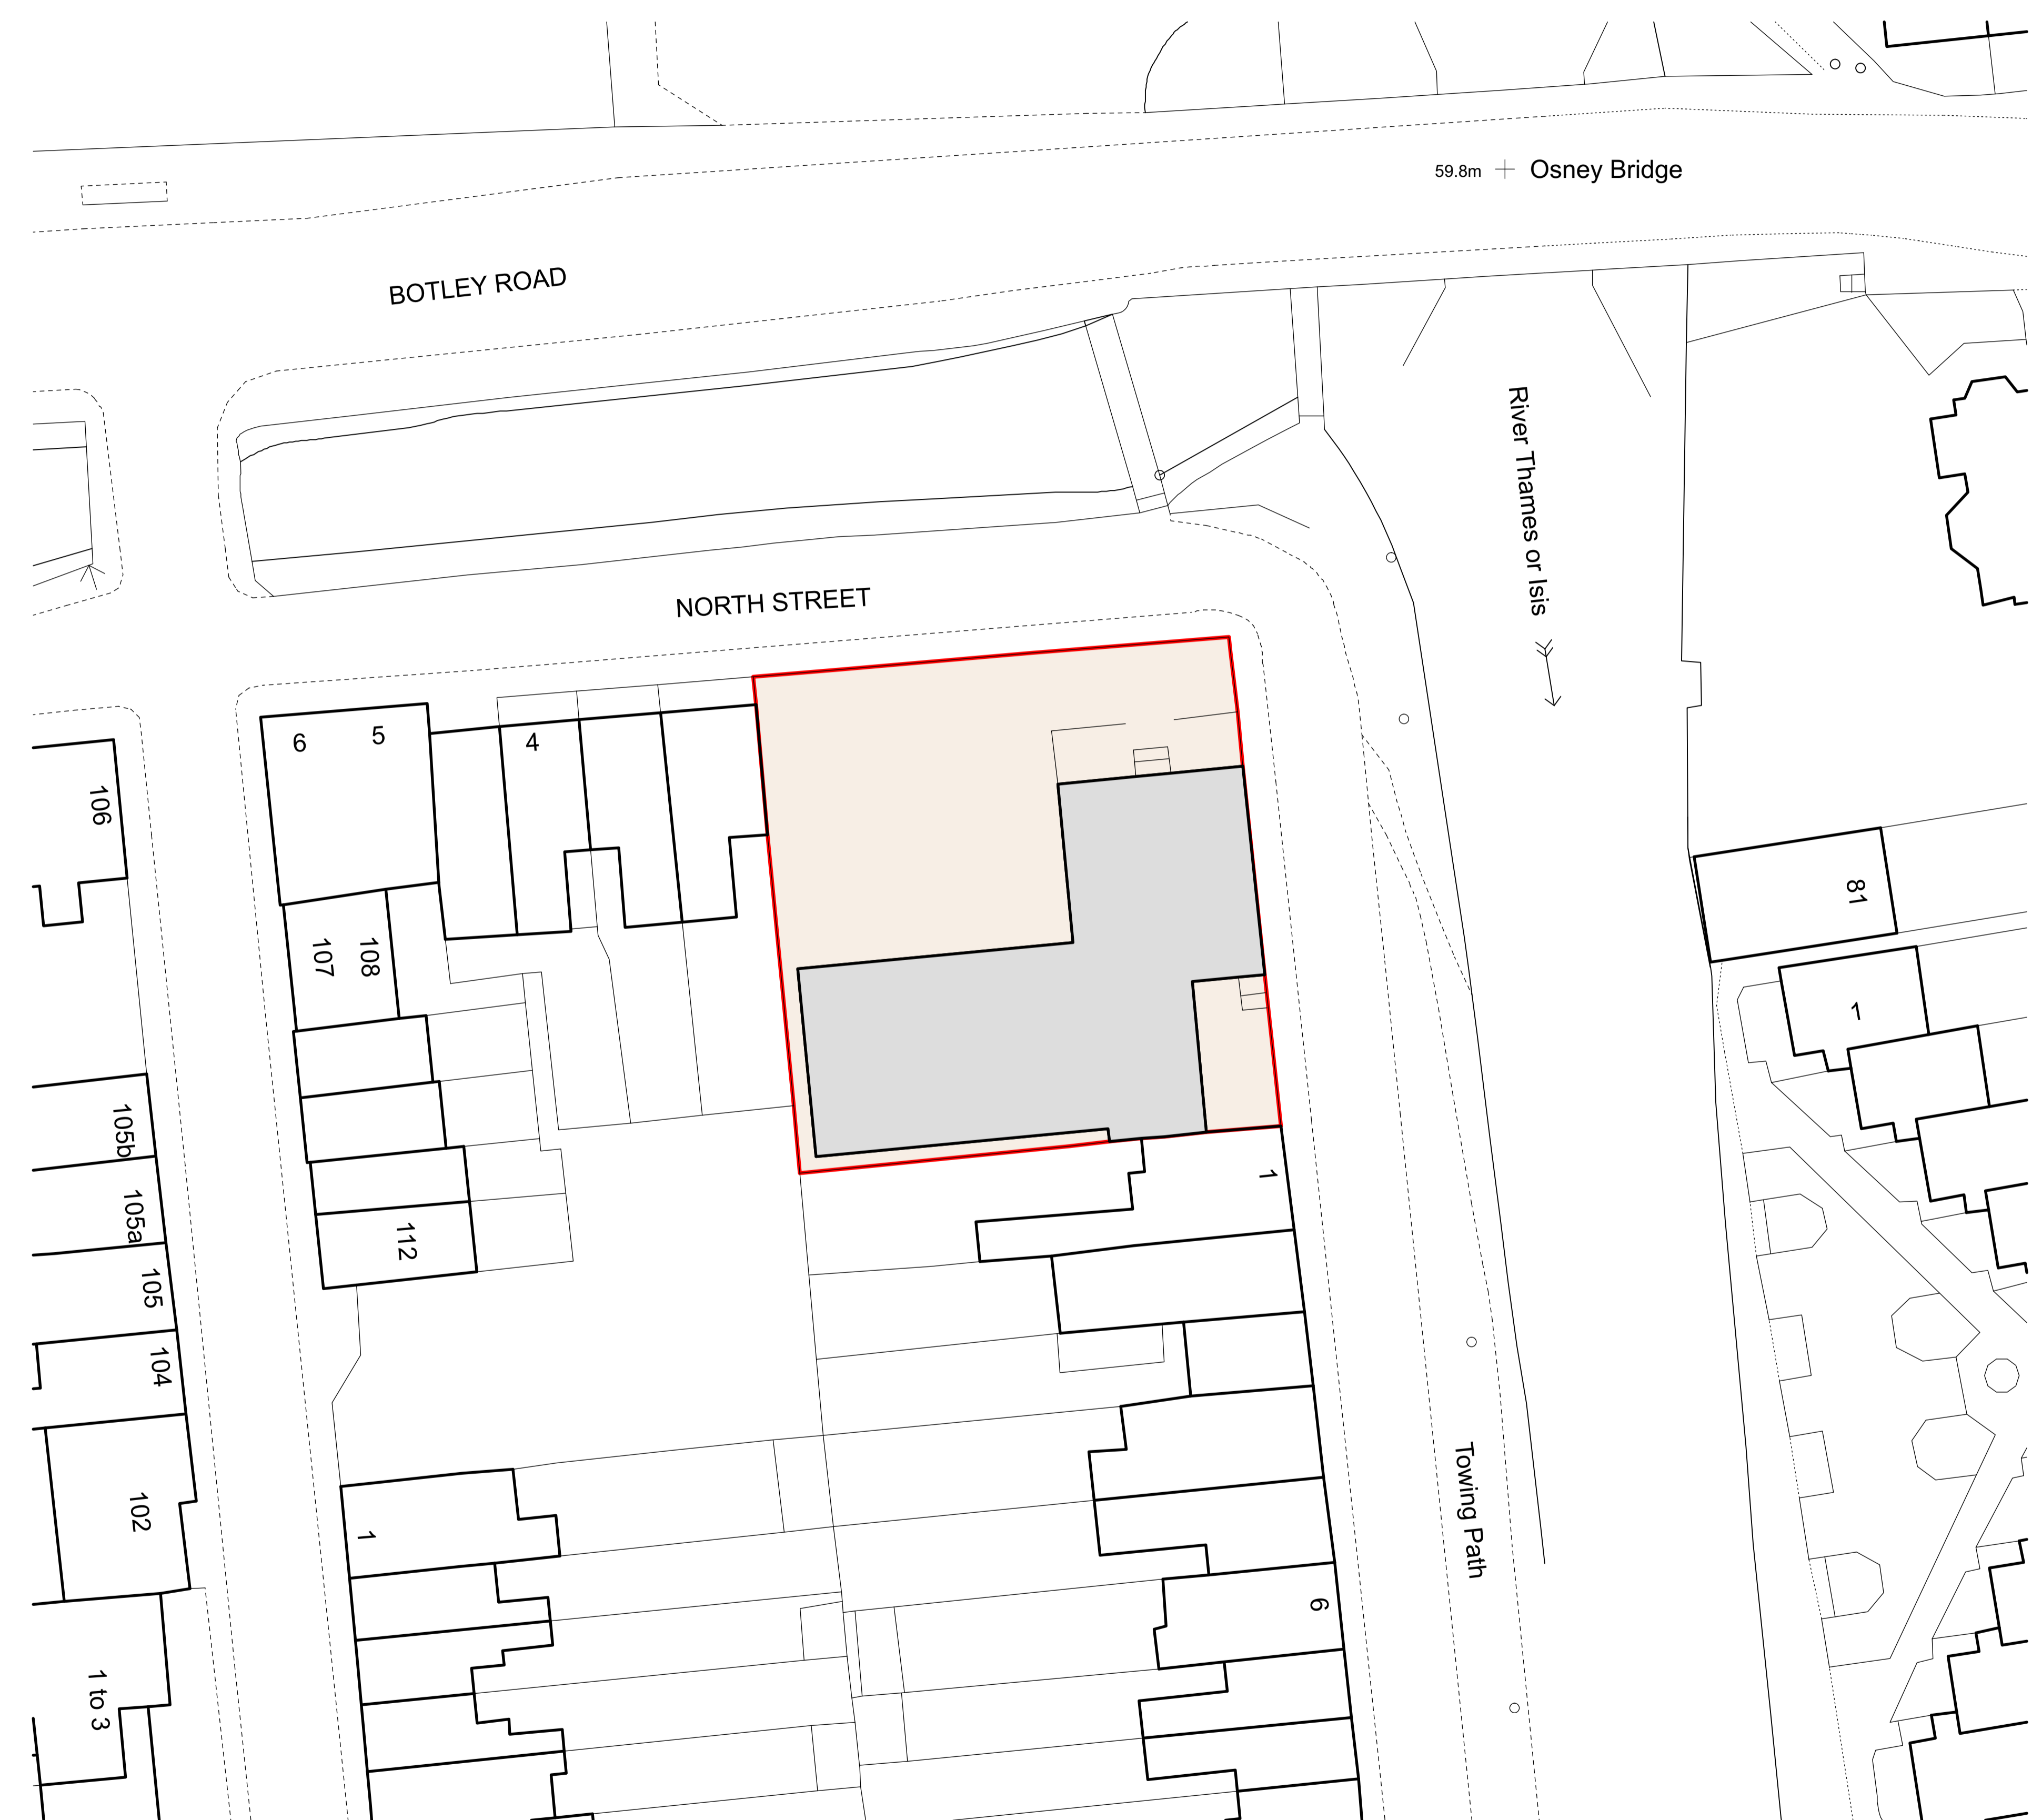 59.8m
Osney Bridge
BOTLEY ROAD
River Thames or Isis
NORTH STREET
6
5
4
106
81
107
108
1
105b
1
105a
112
105
104
Towing Path
102
1
6
1 to 3